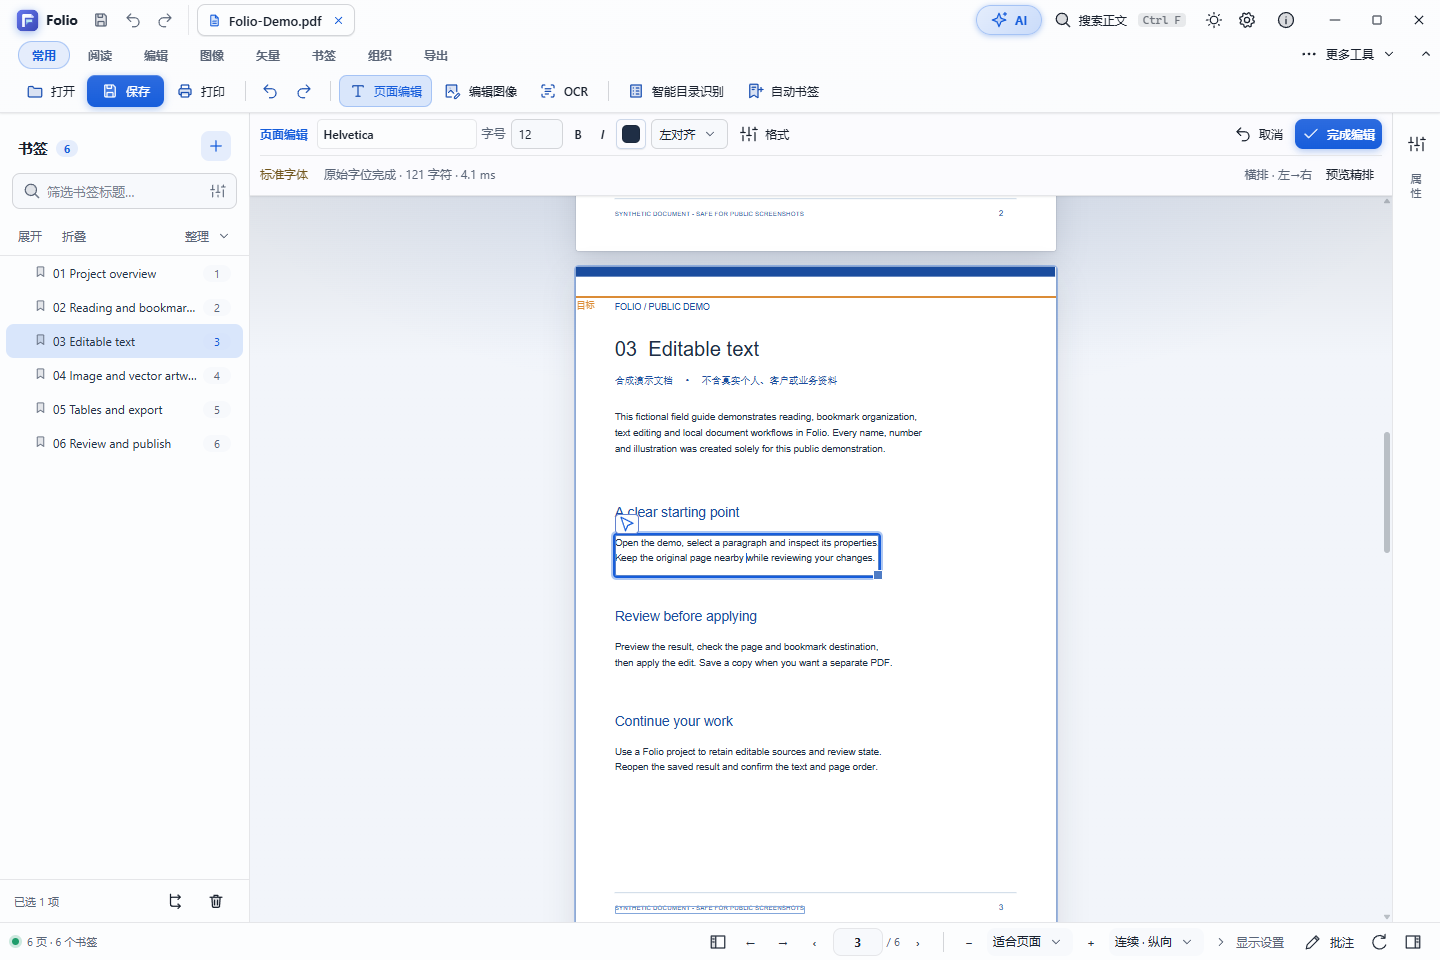 Folio
Folio-Demo.pdf
AI
搜索正文 Ctrl F
常用 阅读 编辑 图像 矢量 书签 组织 导出
更多工具
打开 保存 打印 页面编辑 编辑图像 OCR 智能目录识别 自动书签
书签 6
筛选书签标题...
展开 折叠 整理
01 Project overview 1
02 Reading and bookmar... 2
03 Editable text 3
04 Image and vector artw... 4
05 Tables and export 5
06 Review and publish 6
已选 1 项
页面编辑 Helvetica 字号 12 B I 左对齐 格式 取消 完成编辑
标准字体 原始字位完成 · 121 字符 · 4.1 ms 横排 · 左→右 预览精排
属性
SYNTHETIC DOCUMENT - SAFE FOR PUBLIC SCREENSHOTS 2
目标
FOLIO / PUBLIC DEMO
03 Editable text
合成演示文档 • 不含真实个人、客户或业务资料
This fictional field guide demonstrates reading, bookmark organization,
text editing and local document workflows in Folio. Every name, number
and illustration was created solely for this public demonstration.
A clear starting point
Open the demo, select a paragraph and inspect its properties
Keep the original page nearby while reviewing your changes.
Review before applying
Preview the result, check the page and bookmark destination,
then apply the edit. Save a copy when you want a separate PDF.
Continue your work
Use a Folio project to retain editable sources and review state.
Reopen the saved result and confirm the text and page order.
SYNTHETIC DOCUMENT - SAFE FOR PUBLIC SCREENSHOTS 3
6 页 · 6 个书签
3 / 6
适合页面
连续 · 纵向
显示设置
批注